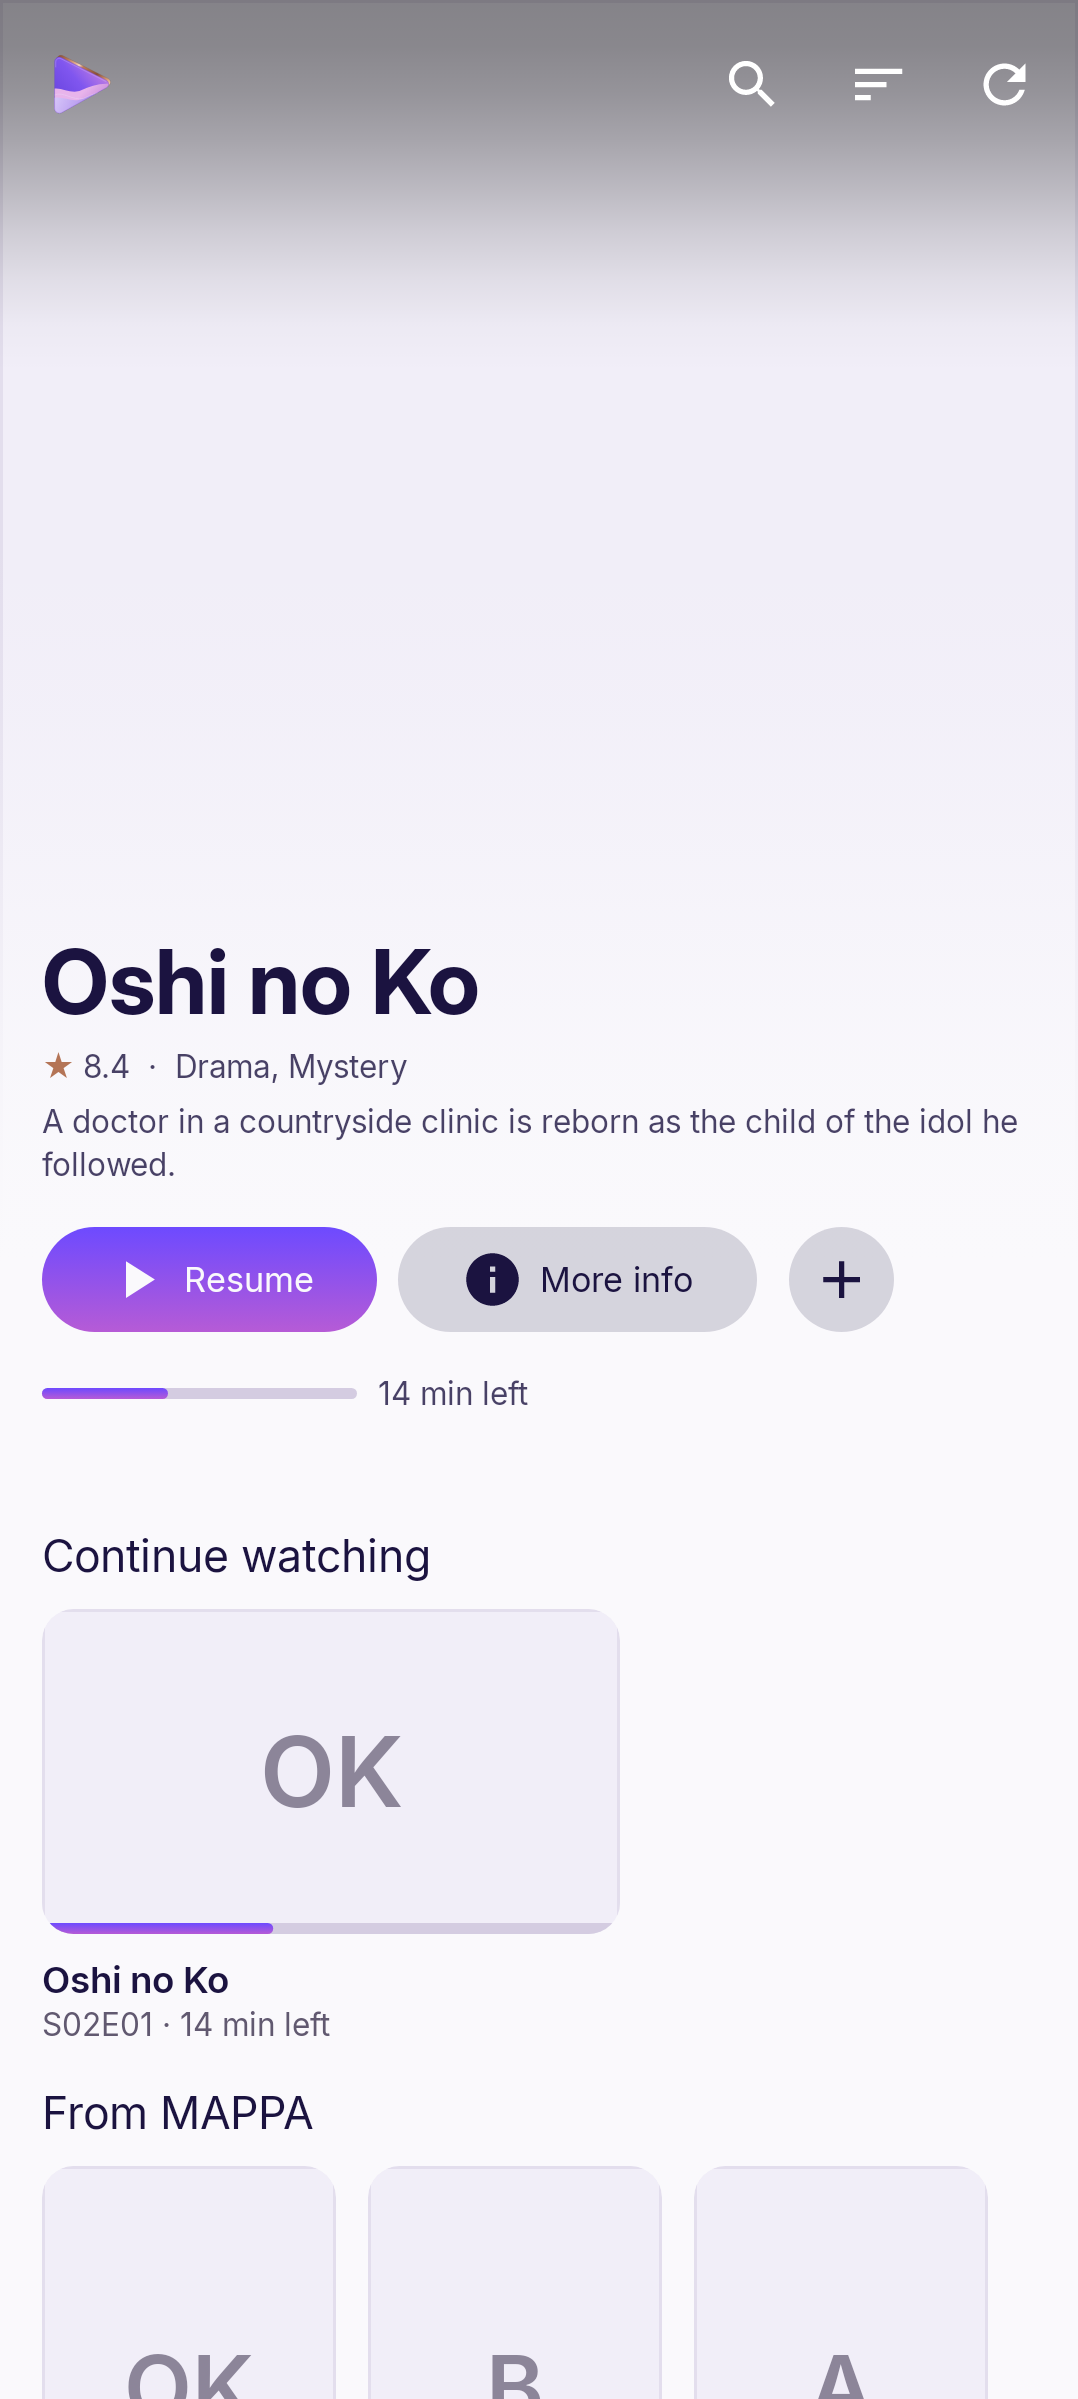 Oshi no Ko
★ 8.4 · Drama, Mystery
A doctor in a countryside clinic is reborn as the child of the idol he
followed.
Resume
More info
14 min left
Continue watching
OK
Oshi no Ko
S02E01 · 14 min left
From MAPPA
OK
B
A